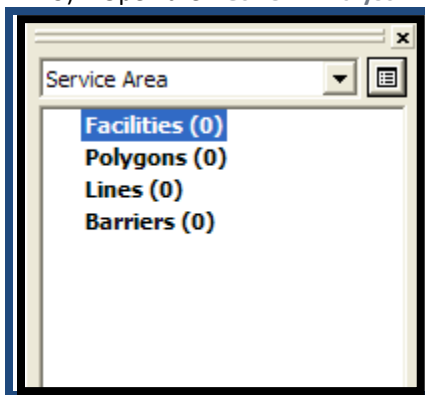 Service Area
Facilities (0)
Polygons (0)
Lines (0)
Barriers (0)